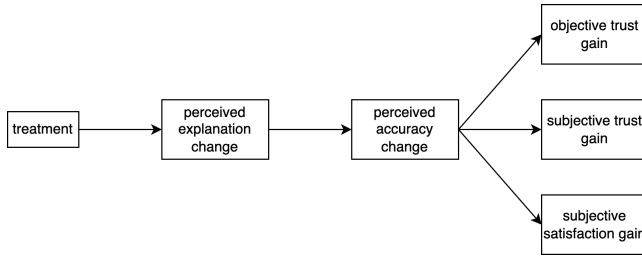 treatment
perceived
explanation
change
perceived
accuracy
change
objective trust
gain
subjective trust
gain
subjective
satisfaction gain